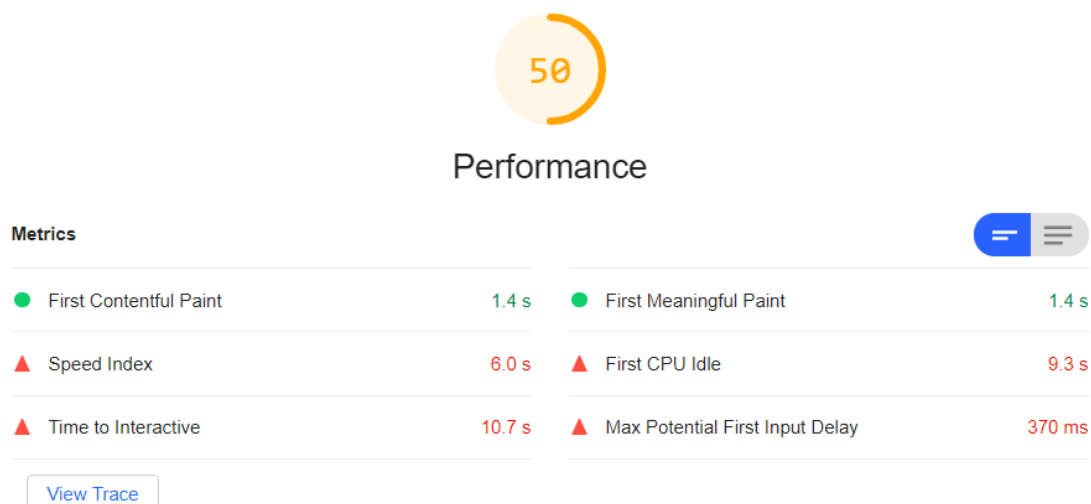 50
Performance
Metrics
First Contentful Paint 1.4 s
First Meaningful Paint 1.4 s
Speed Index 6.0 s
First CPU Idle 9.3 s
Time to Interactive 10.7 s
Max Potential First Input Delay 370 ms
View Trace